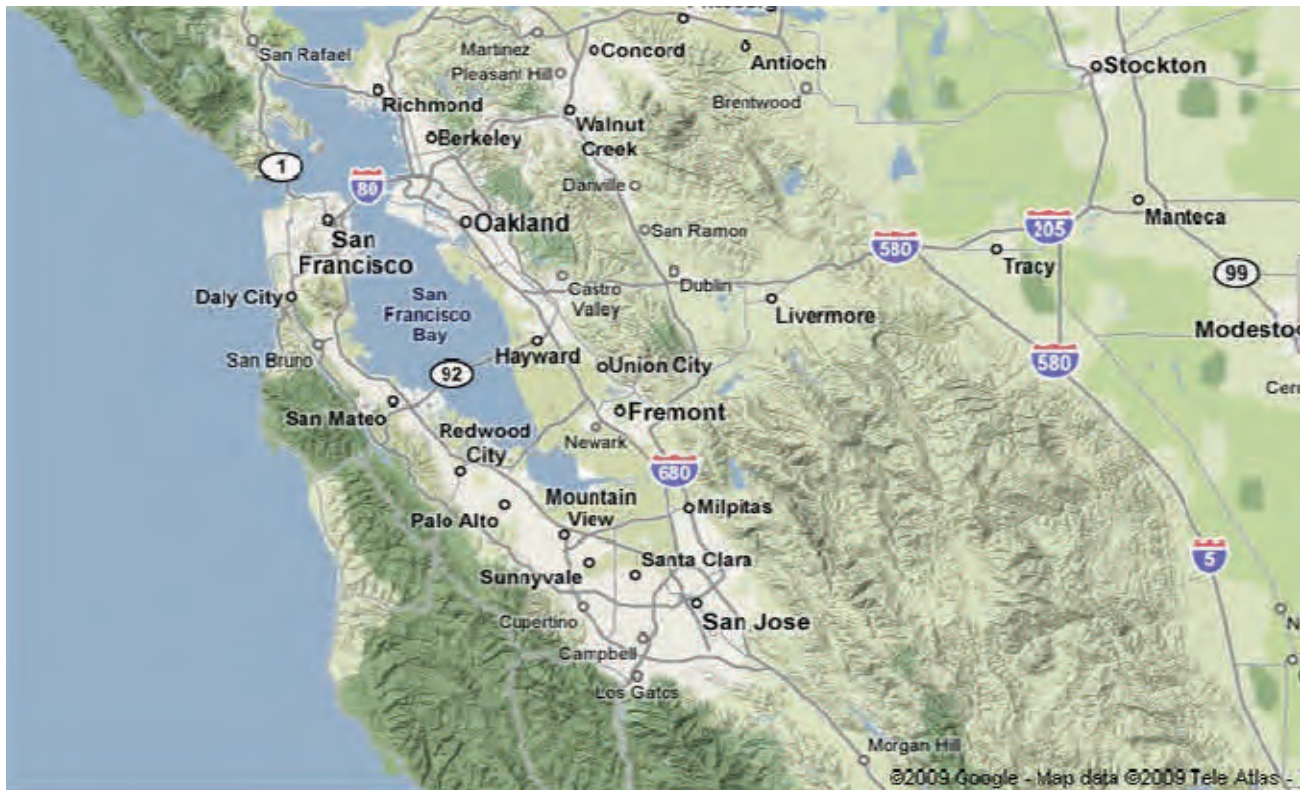 San Rafael
Martinez
Concord
Pleasant Hill
Antioch
Stockton
Richmond
Brentwood
Berkeley
Walnut
Creek
1
80
Danville
Manteca
Oakland
San
Francisco
San Ramon
580
205
Tracy
99
Daly City
San
Francisco
Bay
Castro
Valley
Dublin
Livermore
Modesto
San Bruno
Hayward
92
Union City
580
San Mateo
Fremont
Redwood
City
Newark
680
Palo Alto
Mountain
View
Milpitas
5
Sunnyvale
Santa Clara
Cupertino
San Jose
Campbell
Los Gatos
Morgan Hill
©2009 Google - Map data ©2009 Tele Atlas -